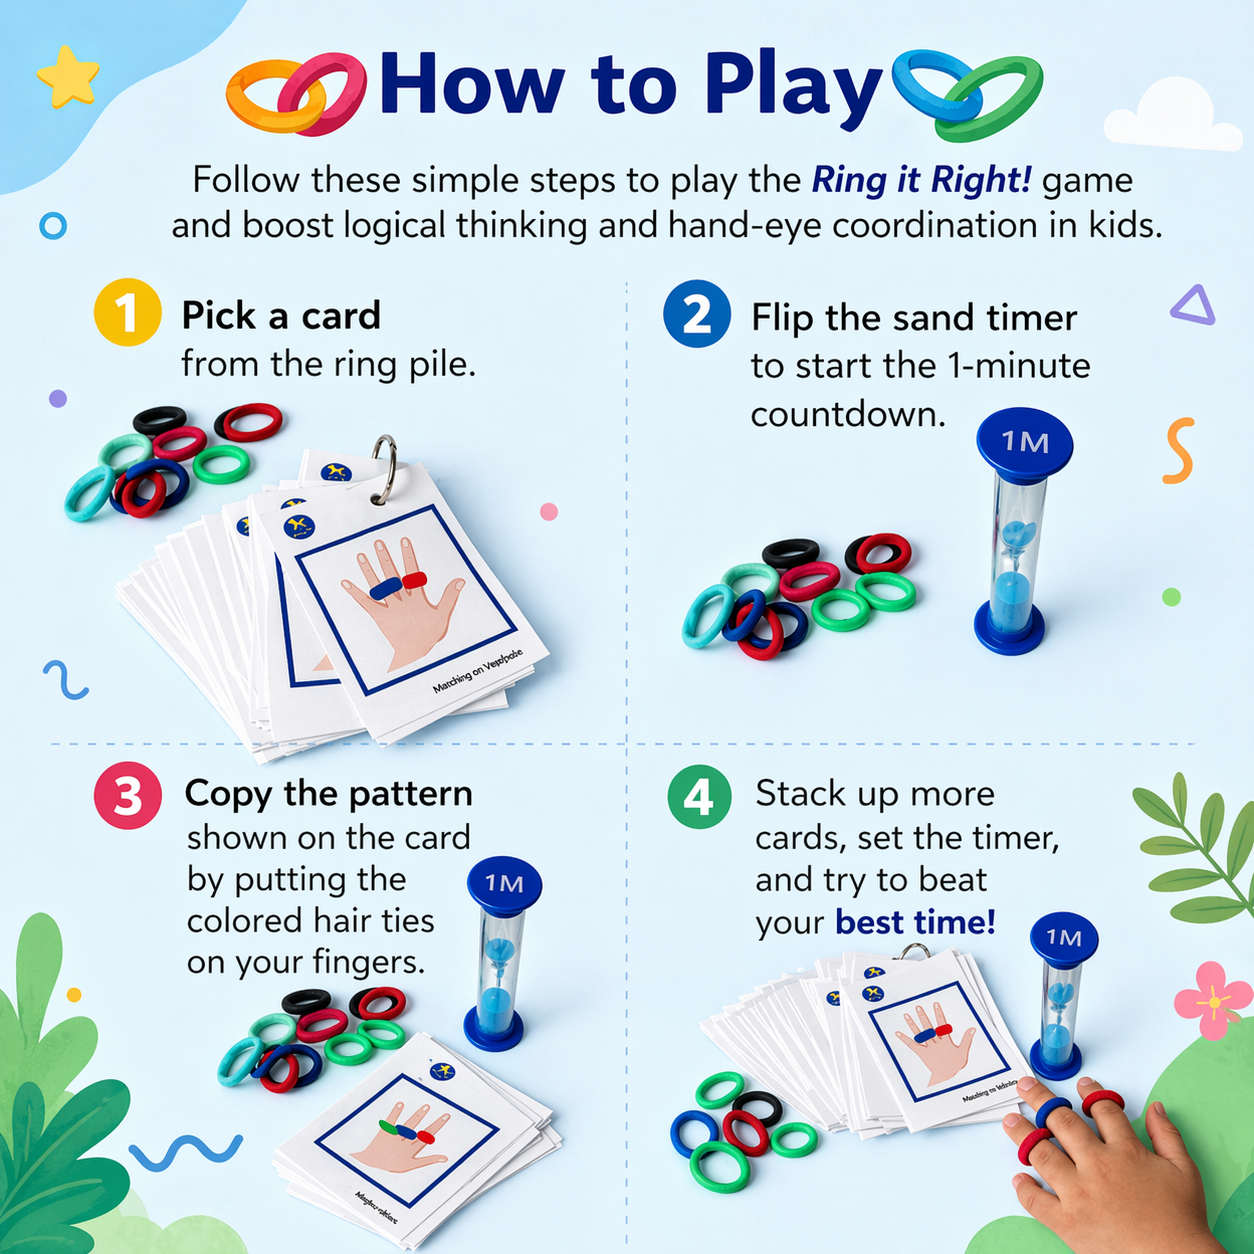 How to Play
Follow these simple steps to play the Ring it Right! game
and boost logical thinking and hand-eye coordination in kids.
1
Pick a card
from the ring pile.
Matching on
2
Flip the sand timer
to start the 1-minute
countdown.
1M
3
Copy the pattern
shown on the card
by putting the
colored hair ties
on your fingers.
1M
4
Stack up more
cards, set the timer,
and try to beat
your best time!
1M
Matching